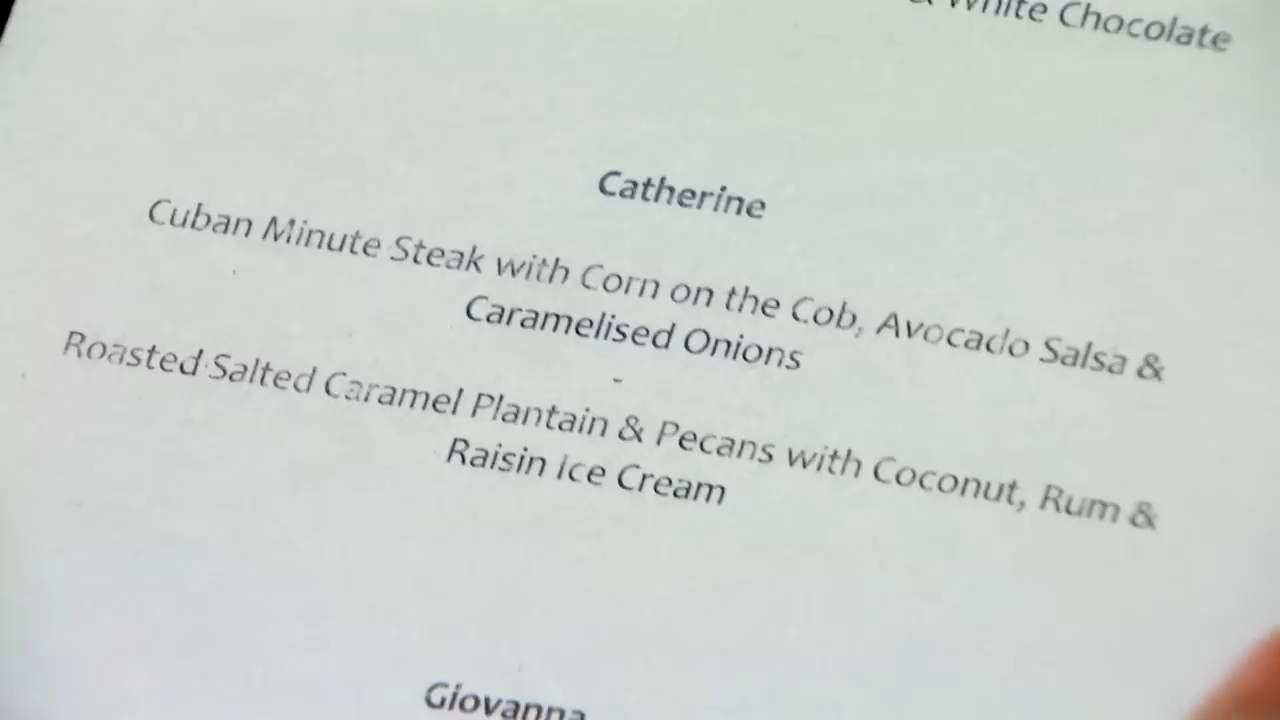 White Chocolate
Catherine
Cuban Minute Steak with Corn on the Cob, Avocado Salsa &
Caramelised Onions
-
Roasted Salted Caramel Plantain & Pecans with Coconut, Rum &
Raisin Ice Cream
Giovanna